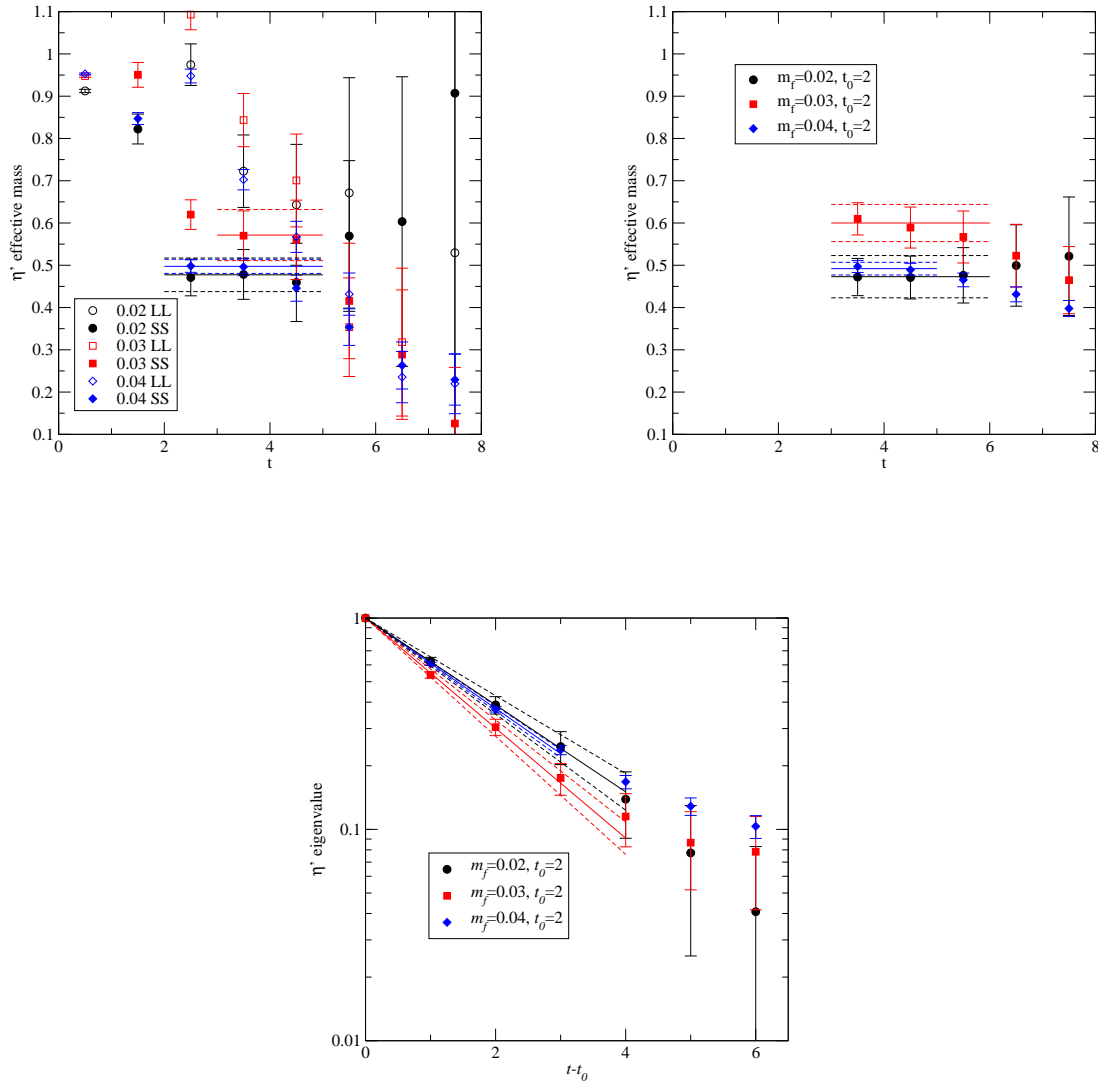 1.1
1
0.9
0.8
0.7
0.6
0.5
0.4
0.3
0.2
0.1
η’ effective mass
0 2 4 6 8
t
0.02 LL
0.02 SS
0.03 LL
0.03 SS
0.04 LL
0.04 SS
1.1
1
0.9
0.8
0.7
0.6
0.5
0.4
0.3
0.2
0.1
η’ effective mass
0 2 4 6 8
t
m_f=0.02, t_0=2
m_f=0.03, t_0=2
m_f=0.04, t_0=2
1
0.1
0.01
η’ eigenvalue
0 2 4 6
t-t_0
m_f=0.02, t_0=2
m_f=0.03, t_0=2
m_f=0.04, t_0=2